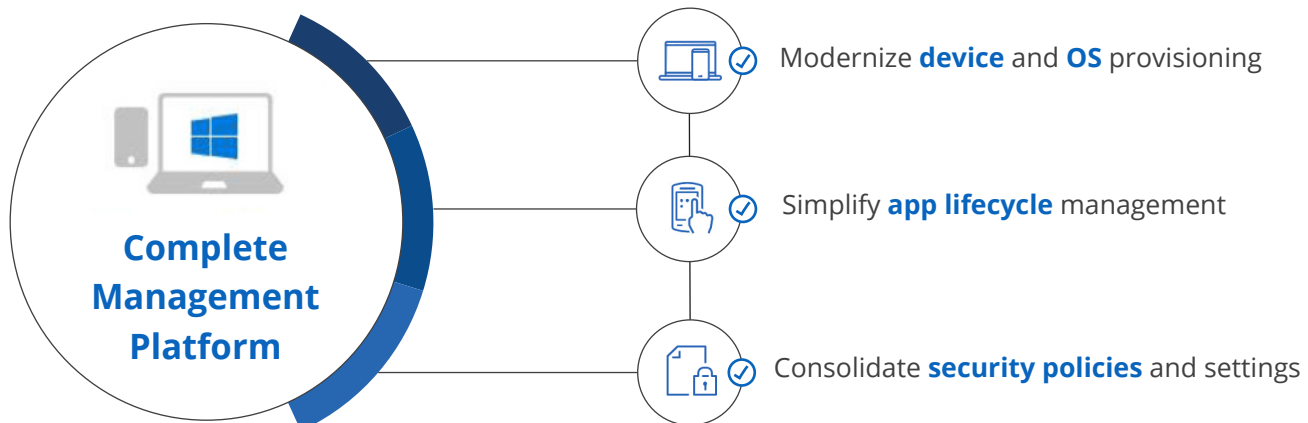 Complete
Management
Platform
Modernize device and OS provisioning
Simplify app lifecycle management
Consolidate security policies and settings